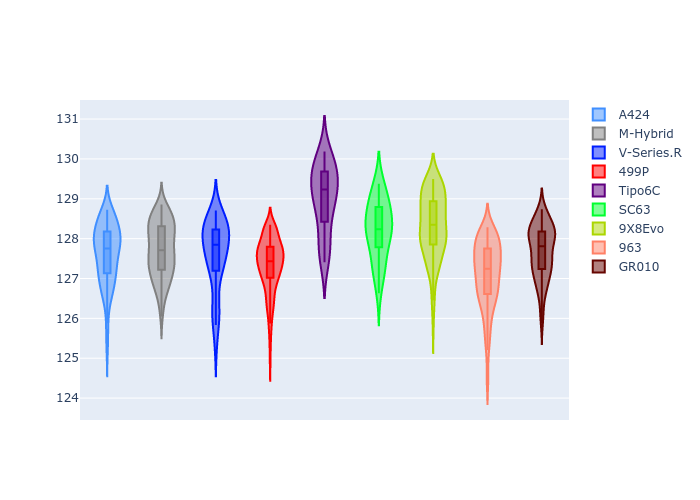 131
130
129
128
127
126
125
124
A424
M-Hybrid
V-Series.R
499P
Tipo6C
SC63
9X8Evo
963
GR010